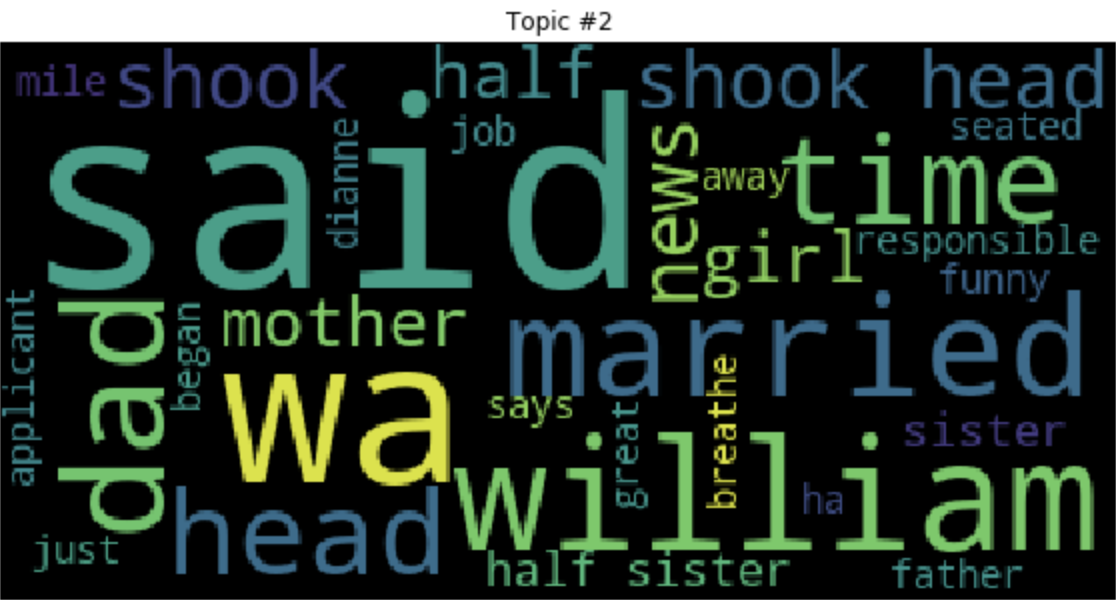 Topic #2
mile
shook
half
shook head
seated
job
said
dianne
news
away
time
girl
responsible
funny
applicant
dad
began
mother
married
wa
says
breathe
great
sister
head
william
ha
just
half sister
father